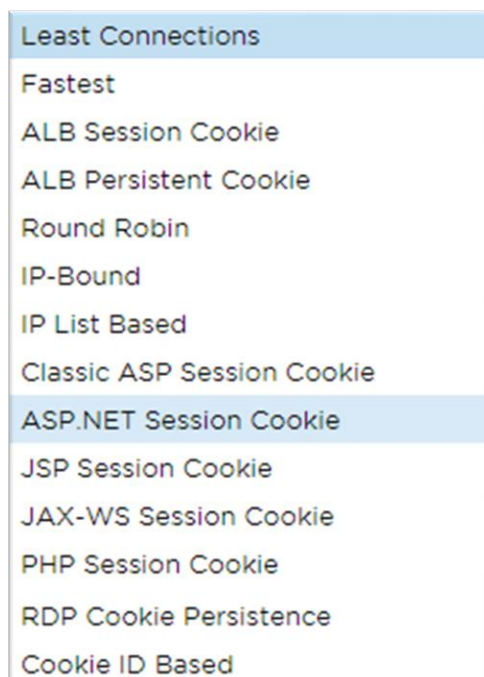 Least Connections
Fastest
ALB Session Cookie
ALB Persistent Cookie
Round Robin
IP-Bound
IP List Based
Classic ASP Session Cookie
ASP.NET Session Cookie
JSP Session Cookie
JAX-WS Session Cookie
PHP Session Cookie
RDP Cookie Persistence
Cookie ID Based